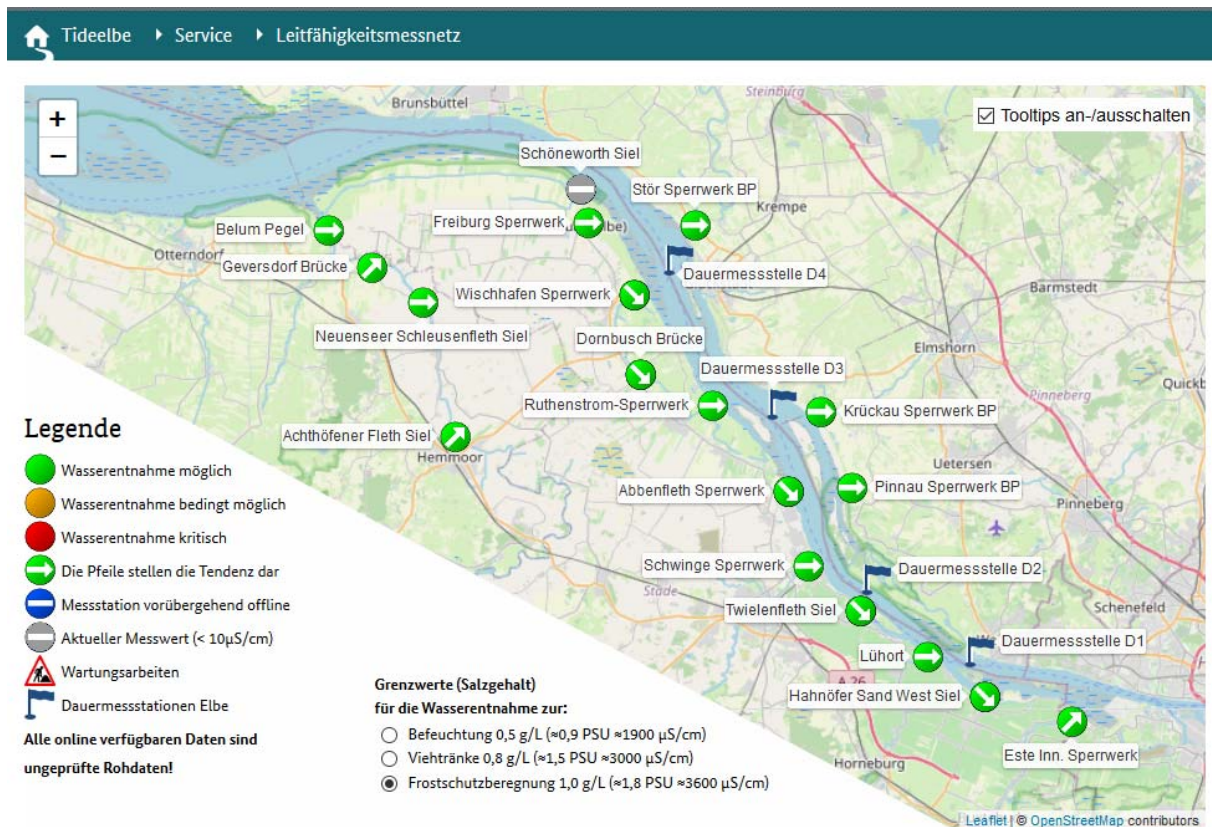 Tideelbe Service Leitfähigkeitsmessnetz
+
−
Tooltips an-/ausschalten
Steinburg
Brunsbüttel
Schöneworth Siel
Stör Sperrwerk BP
Krempe
Freiburg Sperrwerk
Belum Pegel
Otterndorf
Geversdorf Brücke
Dauermessstelle D4
Wischhafen Sperrwerk
Barmstedt
Neuenseer Schleusenfleth Siel
Dornbusch Brücke
Elmshorn
Dauermessstelle D3
Pinneberg
Ruthenstrom-Sperrwerk
Krückau Sperrwerk BP
Achthöfener Fleth Siel
Hemmoor
Uetersen
Abbenfleth Sperrwerk
Pinnau Sperrwerk BP
Pinneberg
Schwinge Sperrwerk
Dauermessstelle D2
Stade
Twielenfleth Siel
Schenefeld
Dauermessstelle D1
Lühort
A 26
Hahnöfer Sand West Siel
Este Inn. Sperrwerk
Horneburg
Legende
Wasserentnahme möglich
Wasserentnahme bedingt möglich
Wasserentnahme kritisch
Die Pfeile stellen die Tendenz dar
Messstation vorübergehend offline
Aktueller Messwert (< 10µS/cm)
Wartungsarbeiten
Dauermessstationen Elbe
Alle online verfügbaren Daten sind
ungeprüfte Rohdaten!
Grenzwerte (Salzgehalt)
für die Wasserentnahme zur:
Befeuchtung 0,5 g/L (≈0,9 PSU ≈1900 µS/cm)
Viehtränke 0,8 g/L (≈1,5 PSU ≈3000 µS/cm)
Frostschutzberegnung 1,0 g/L (≈1,8 PSU ≈3600 µS/cm)
Leaflet | © OpenStreetMap contributors